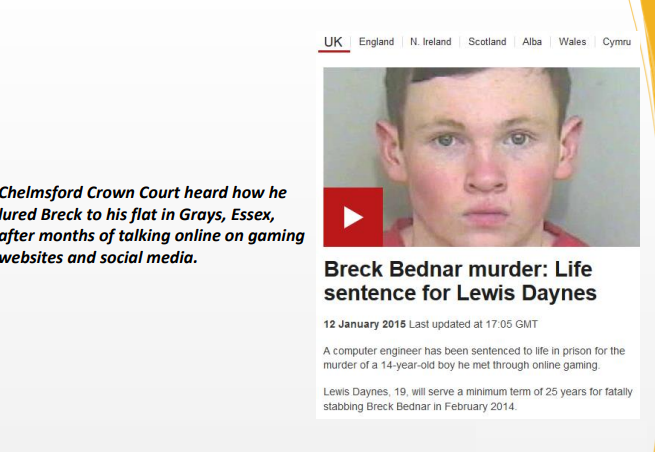 UK England N. Ireland Scotland Alba Wales Cymru
Chelmsford Crown Court heard how he
lured Breck to his flat in Grays, Essex,
after months of talking online on gaming
websites and social media.
Breck Bednar murder: Life
sentence for Lewis Daynes
12 January 2015 Last updated at 17:05 GMT
A computer engineer has been sentenced to life in prison for the
murder of a 14-year-old boy he met through online gaming.
Lewis Daynes, 19, will serve a minimum term of 25 years for fatally
stabbing Breck Bednar in February 2014.